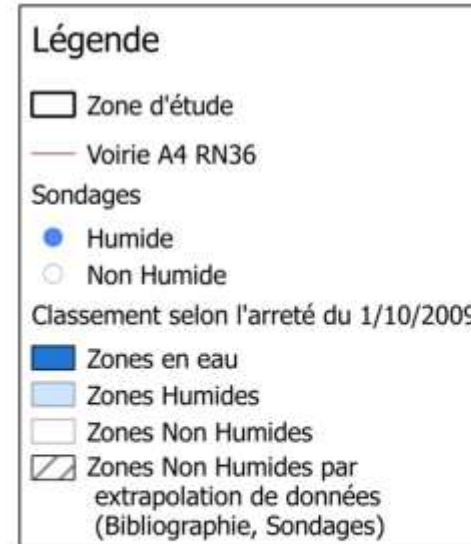 Légende
Zone d'étude
Voirie A4 RN36
Sondages
Humide
Non Humide
Classement selon l'arreté du 1/10/2009
Zones en eau
Zones Humides
Zones Non Humides
Zones Non Humides par
extrapolation de données
(Bibliographie, Sondages)